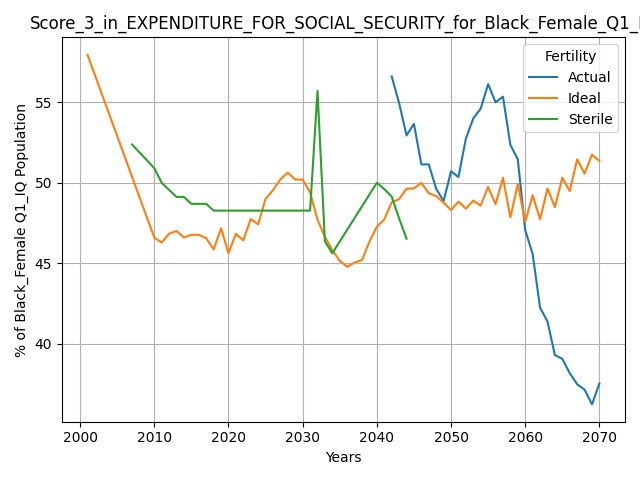 Score_3_in_EXPENDITURE_FOR_SOCIAL_SECURITY_for_Black_Female_Q1_
Fertility
Actual
Ideal
Sterile
% of Black_Female Q1_IQ Population
55
50
45
40
2000 2010 2020 2030 2040 2050 2060 2070
Years